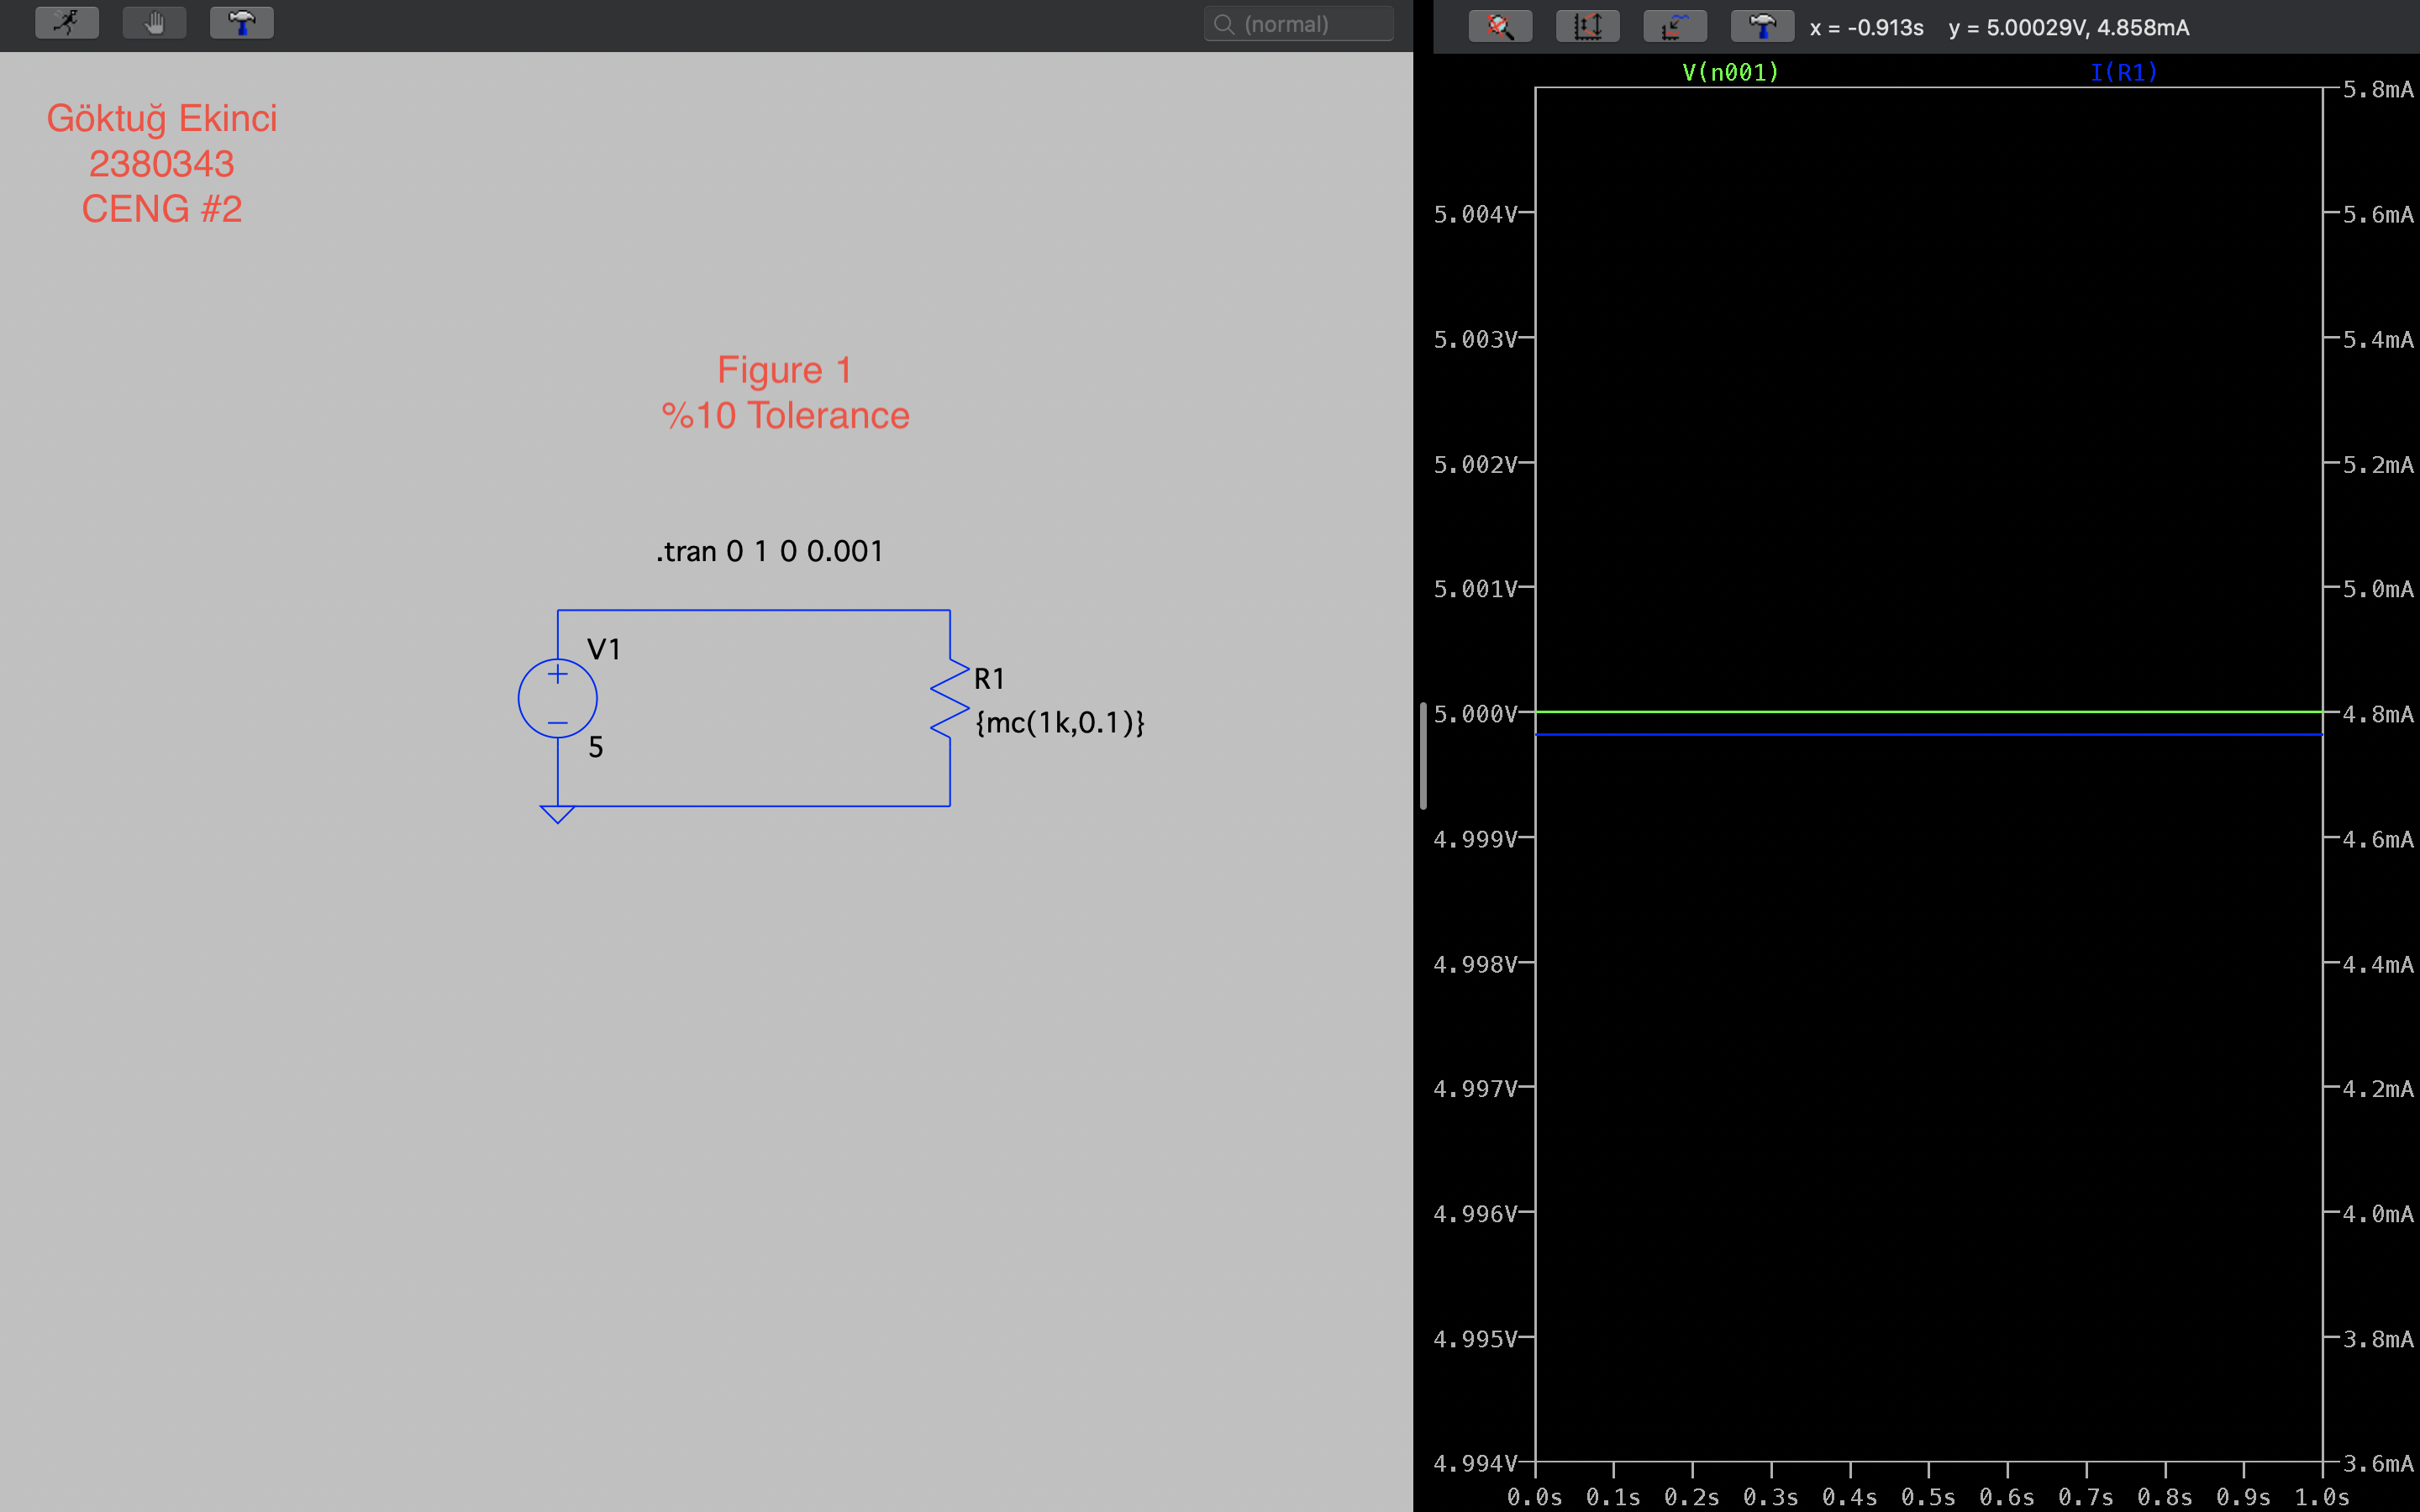 (normal)
Göktuğ Ekinci
2380343
CENG #2
Figure 1
%10 Tolerance
.tran 0 1 0 0.001
V1
5
R1
{mc(1k,0.1)}
x = -0.913s y = 5.00029V, 4.858mA
V(n001) I(R1)
5.8mA
5.004V 5.6mA
5.003V 5.4mA
5.002V 5.2mA
5.001V 5.0mA
5.000V 4.8mA
4.999V 4.6mA
4.998V 4.4mA
4.997V 4.2mA
4.996V 4.0mA
4.995V 3.8mA
4.994V 3.6mA
0.0s 0.1s 0.2s 0.3s 0.4s 0.5s 0.6s 0.7s 0.8s 0.9s 1.0s